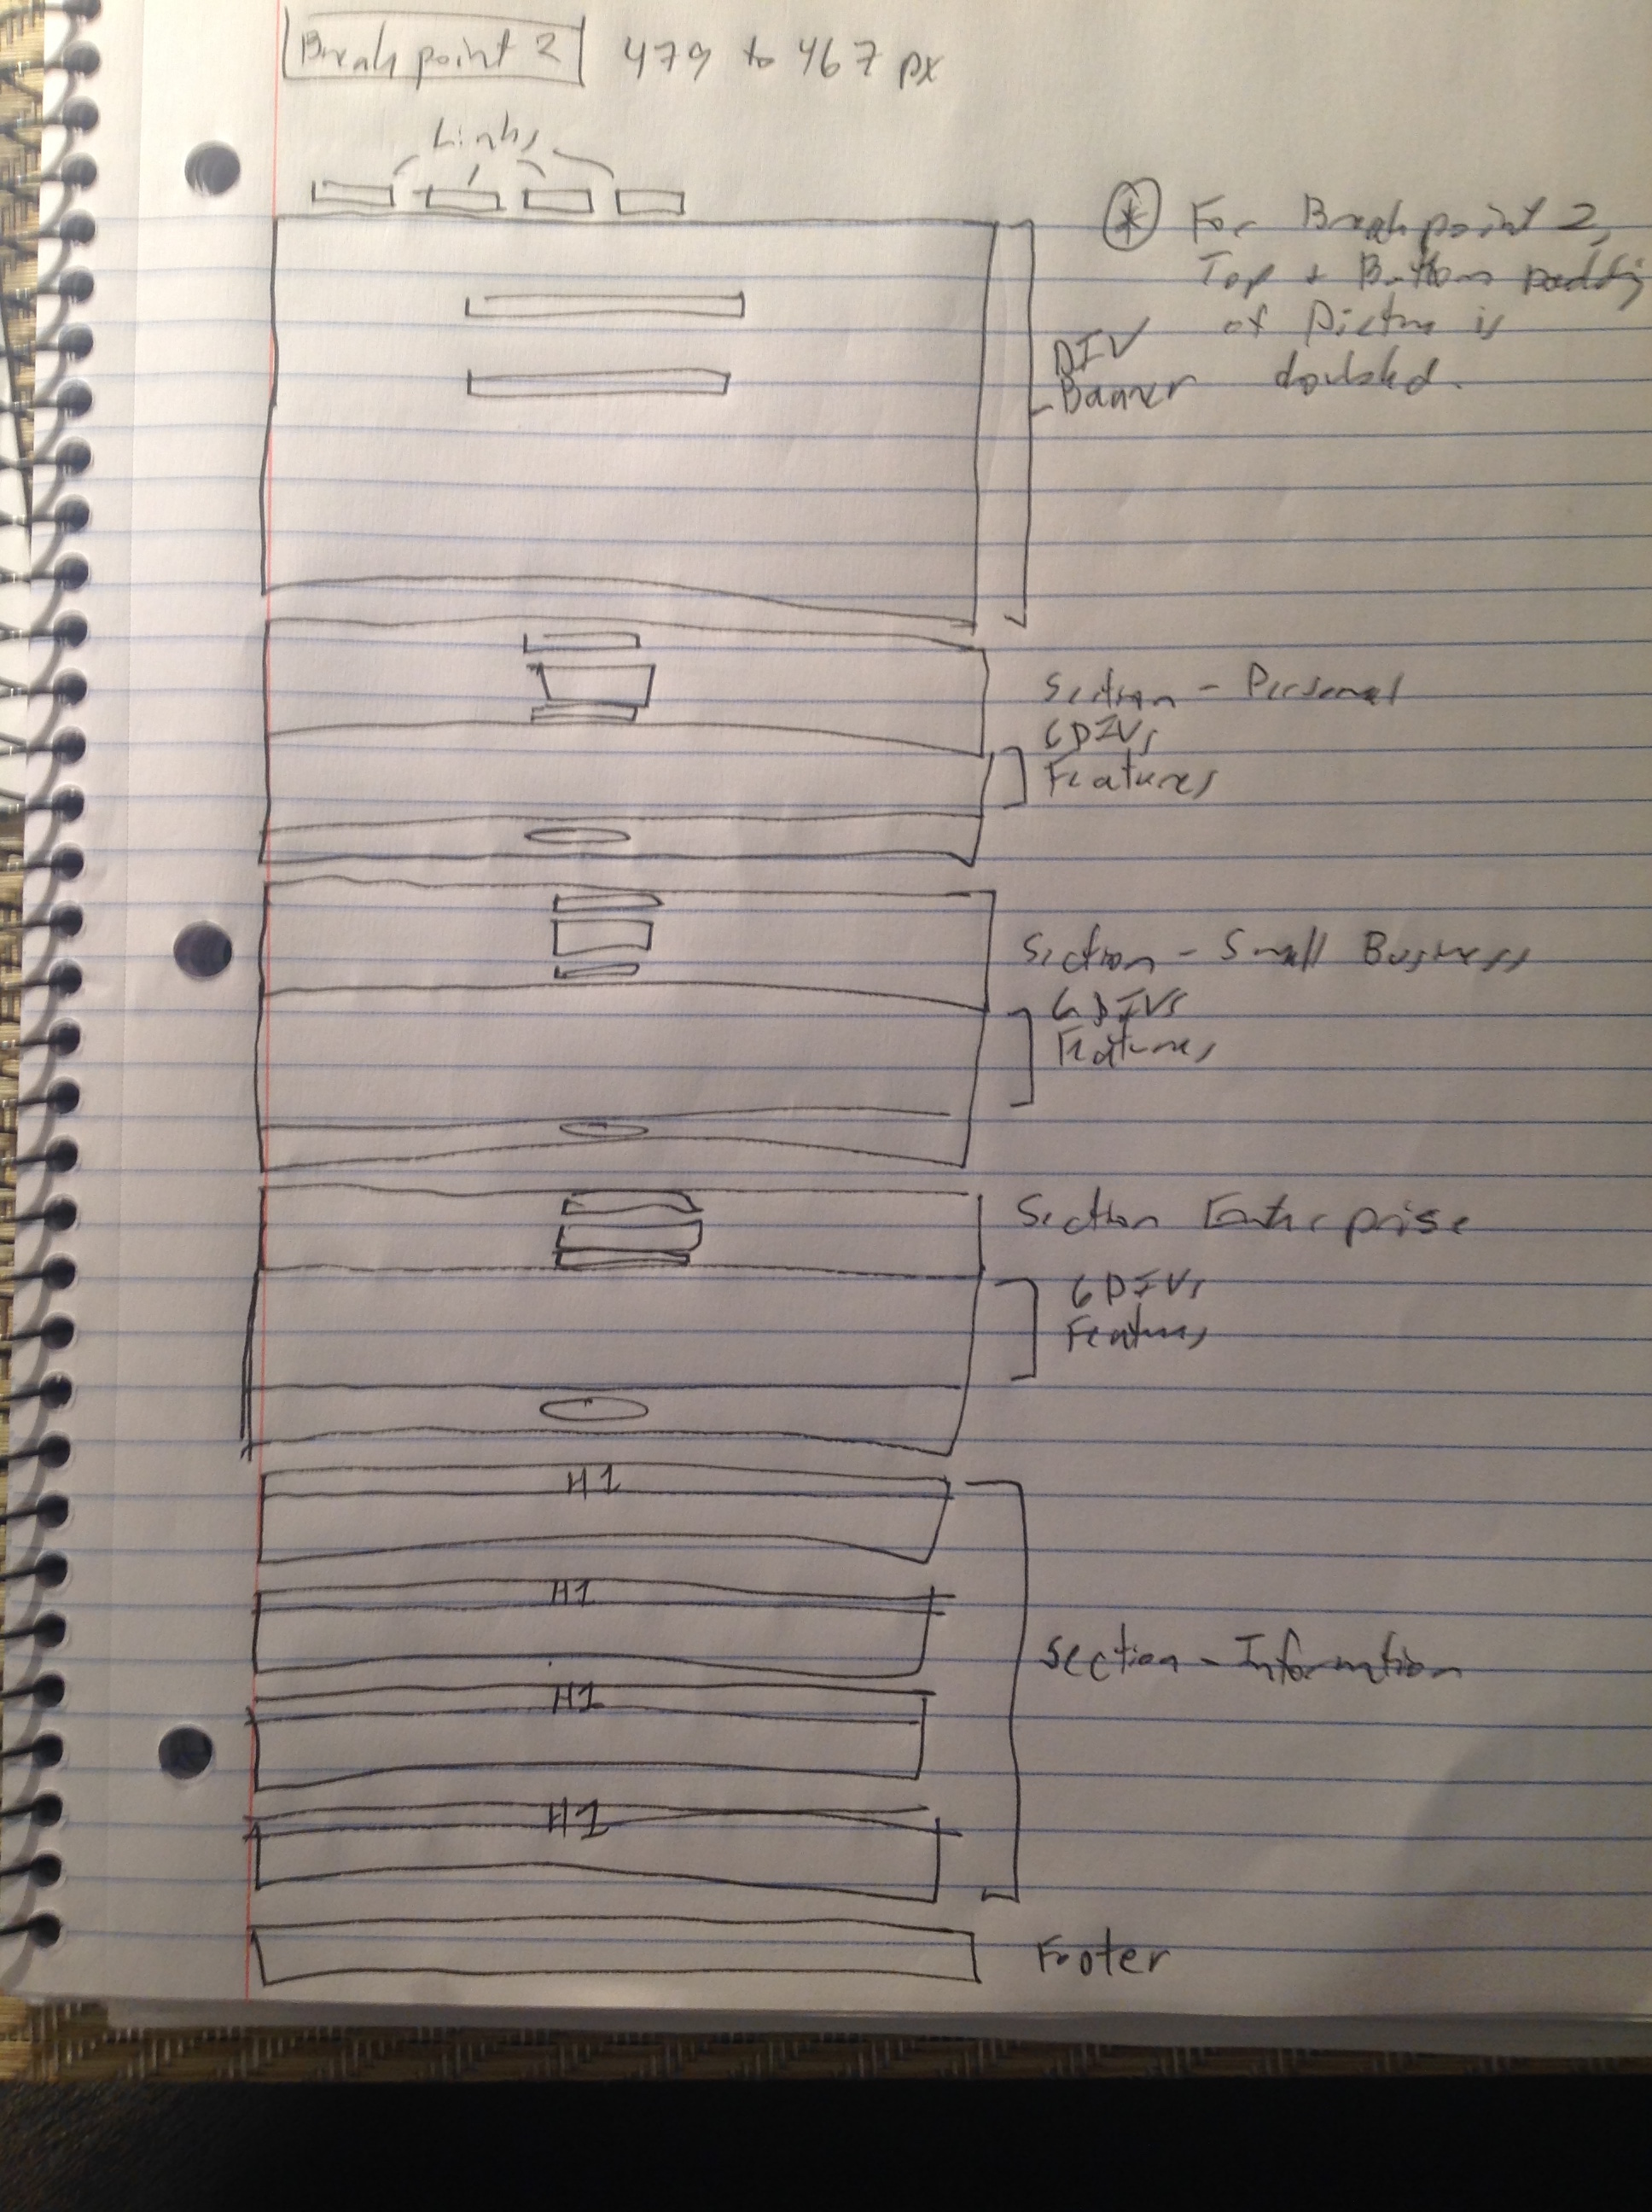 Breakpoint 2 479 to 467 px
Links
* For Breakpoint 2,
Top + Bottom padding
of Picture is
doubled.
DIV
Banner
Section - Personal
6 DIVs
Features
Section - Small Business
6 DIVs
Features
Section Enterprise
6 DIVs
Features
H1
H1
Section - Information
H1
H1
Footer